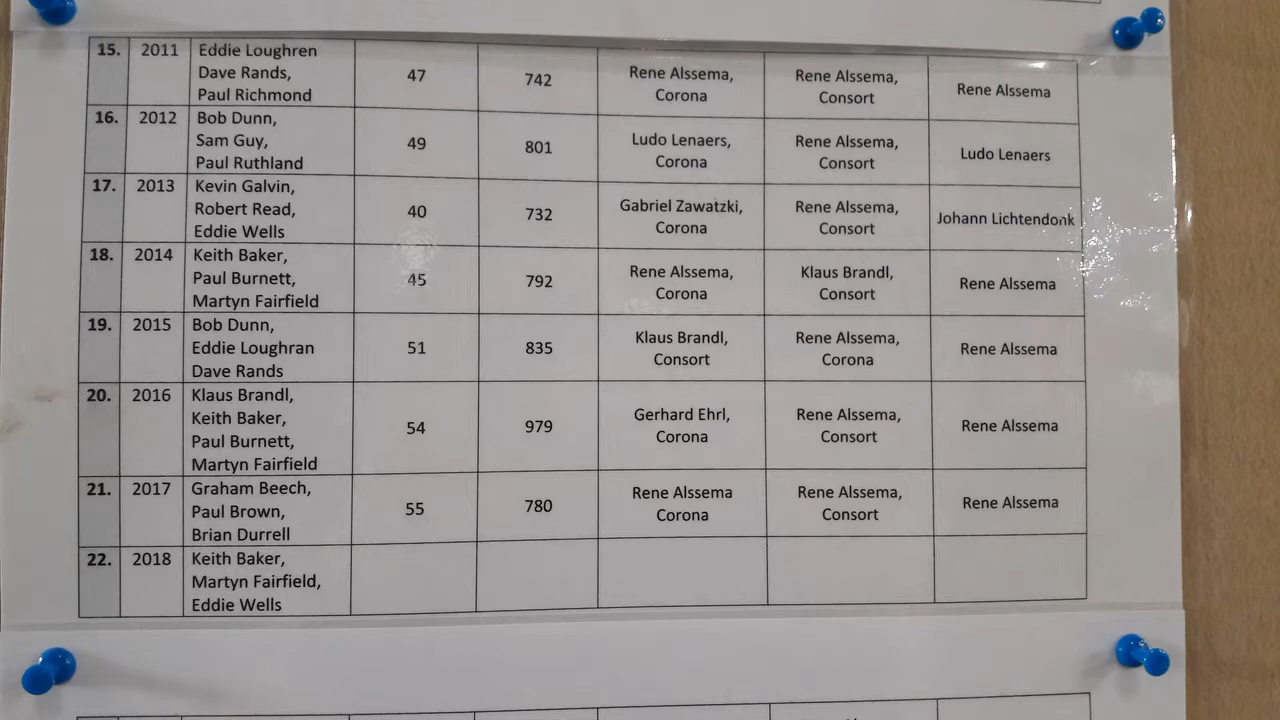 15. 2011 Eddie Loughren
Dave Rands,
Paul Richmond
47 742 Rene Alssema,
Corona
Rene Alssema,
Consort
Rene Alssema
16. 2012 Bob Dunn,
Sam Guy,
Paul Ruthland
49 801 Ludo Lenaers,
Corona
Rene Alssema,
Consort
Ludo Lenaers
17. 2013 Kevin Galvin,
Robert Read,
Eddie Wells
40 732 Gabriel Zawatzki,
Corona
Rene Alssema,
Consort
Johann Lichtendonk
18. 2014 Keith Baker,
Paul Burnett,
Martyn Fairfield
45 792 Rene Alssema,
Corona
Klaus Brandl,
Consort
Rene Alssema
19. 2015 Bob Dunn,
Eddie Loughran
Dave Rands
51 835 Klaus Brandl,
Consort
Rene Alssema,
Corona
Rene Alssema
20. 2016 Klaus Brandl,
Keith Baker,
Paul Burnett,
Martyn Fairfield
54 979 Gerhard Ehrl,
Corona
Rene Alssema,
Consort
Rene Alssema
21. 2017 Graham Beech,
Paul Brown,
Brian Durrell
55 780 Rene Alssema
Corona
Rene Alssema,
Consort
Rene Alssema
22. 2018 Keith Baker,
Martyn Fairfield,
Eddie Wells